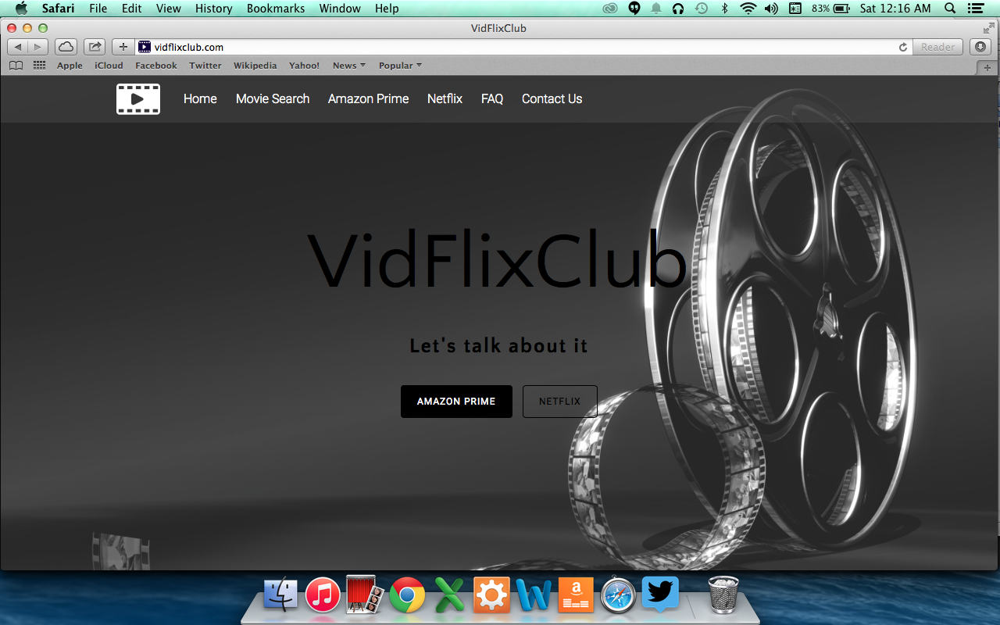 Safari File Edit View History Bookmarks Window Help 83% Sat 12:16 AM
VidFlixClub
vidflixclub.com Reader
Apple iCloud Facebook Twitter Wikipedia Yahoo! News Popular
Home Movie Search Amazon Prime Netflix FAQ Contact Us
VidFlixClub
Let's talk about it
AMAZON PRIME NETFLIX